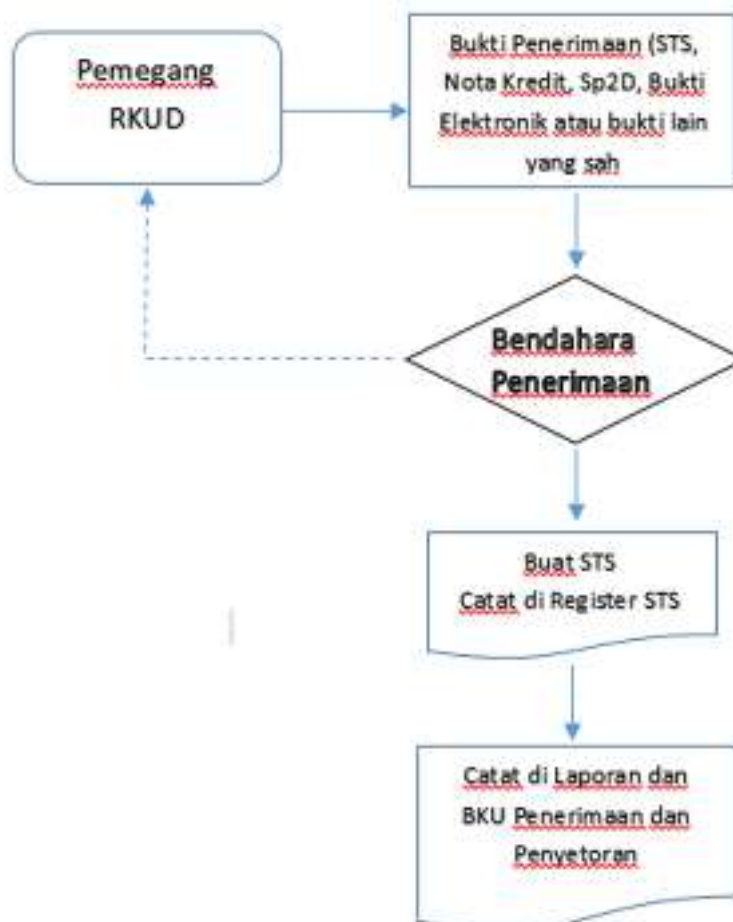 Pemegang
RKUD
Bukti Penerimaan (STS,
Nota Kredit, Sp2D, Bukti
Elektronik atau bukti lain
yang sah
Bendahara
Penerimaan
Buat STS
Catat di Register STS
Catat di Laporan dan
BKU Penerimaan dan
Penyetoran